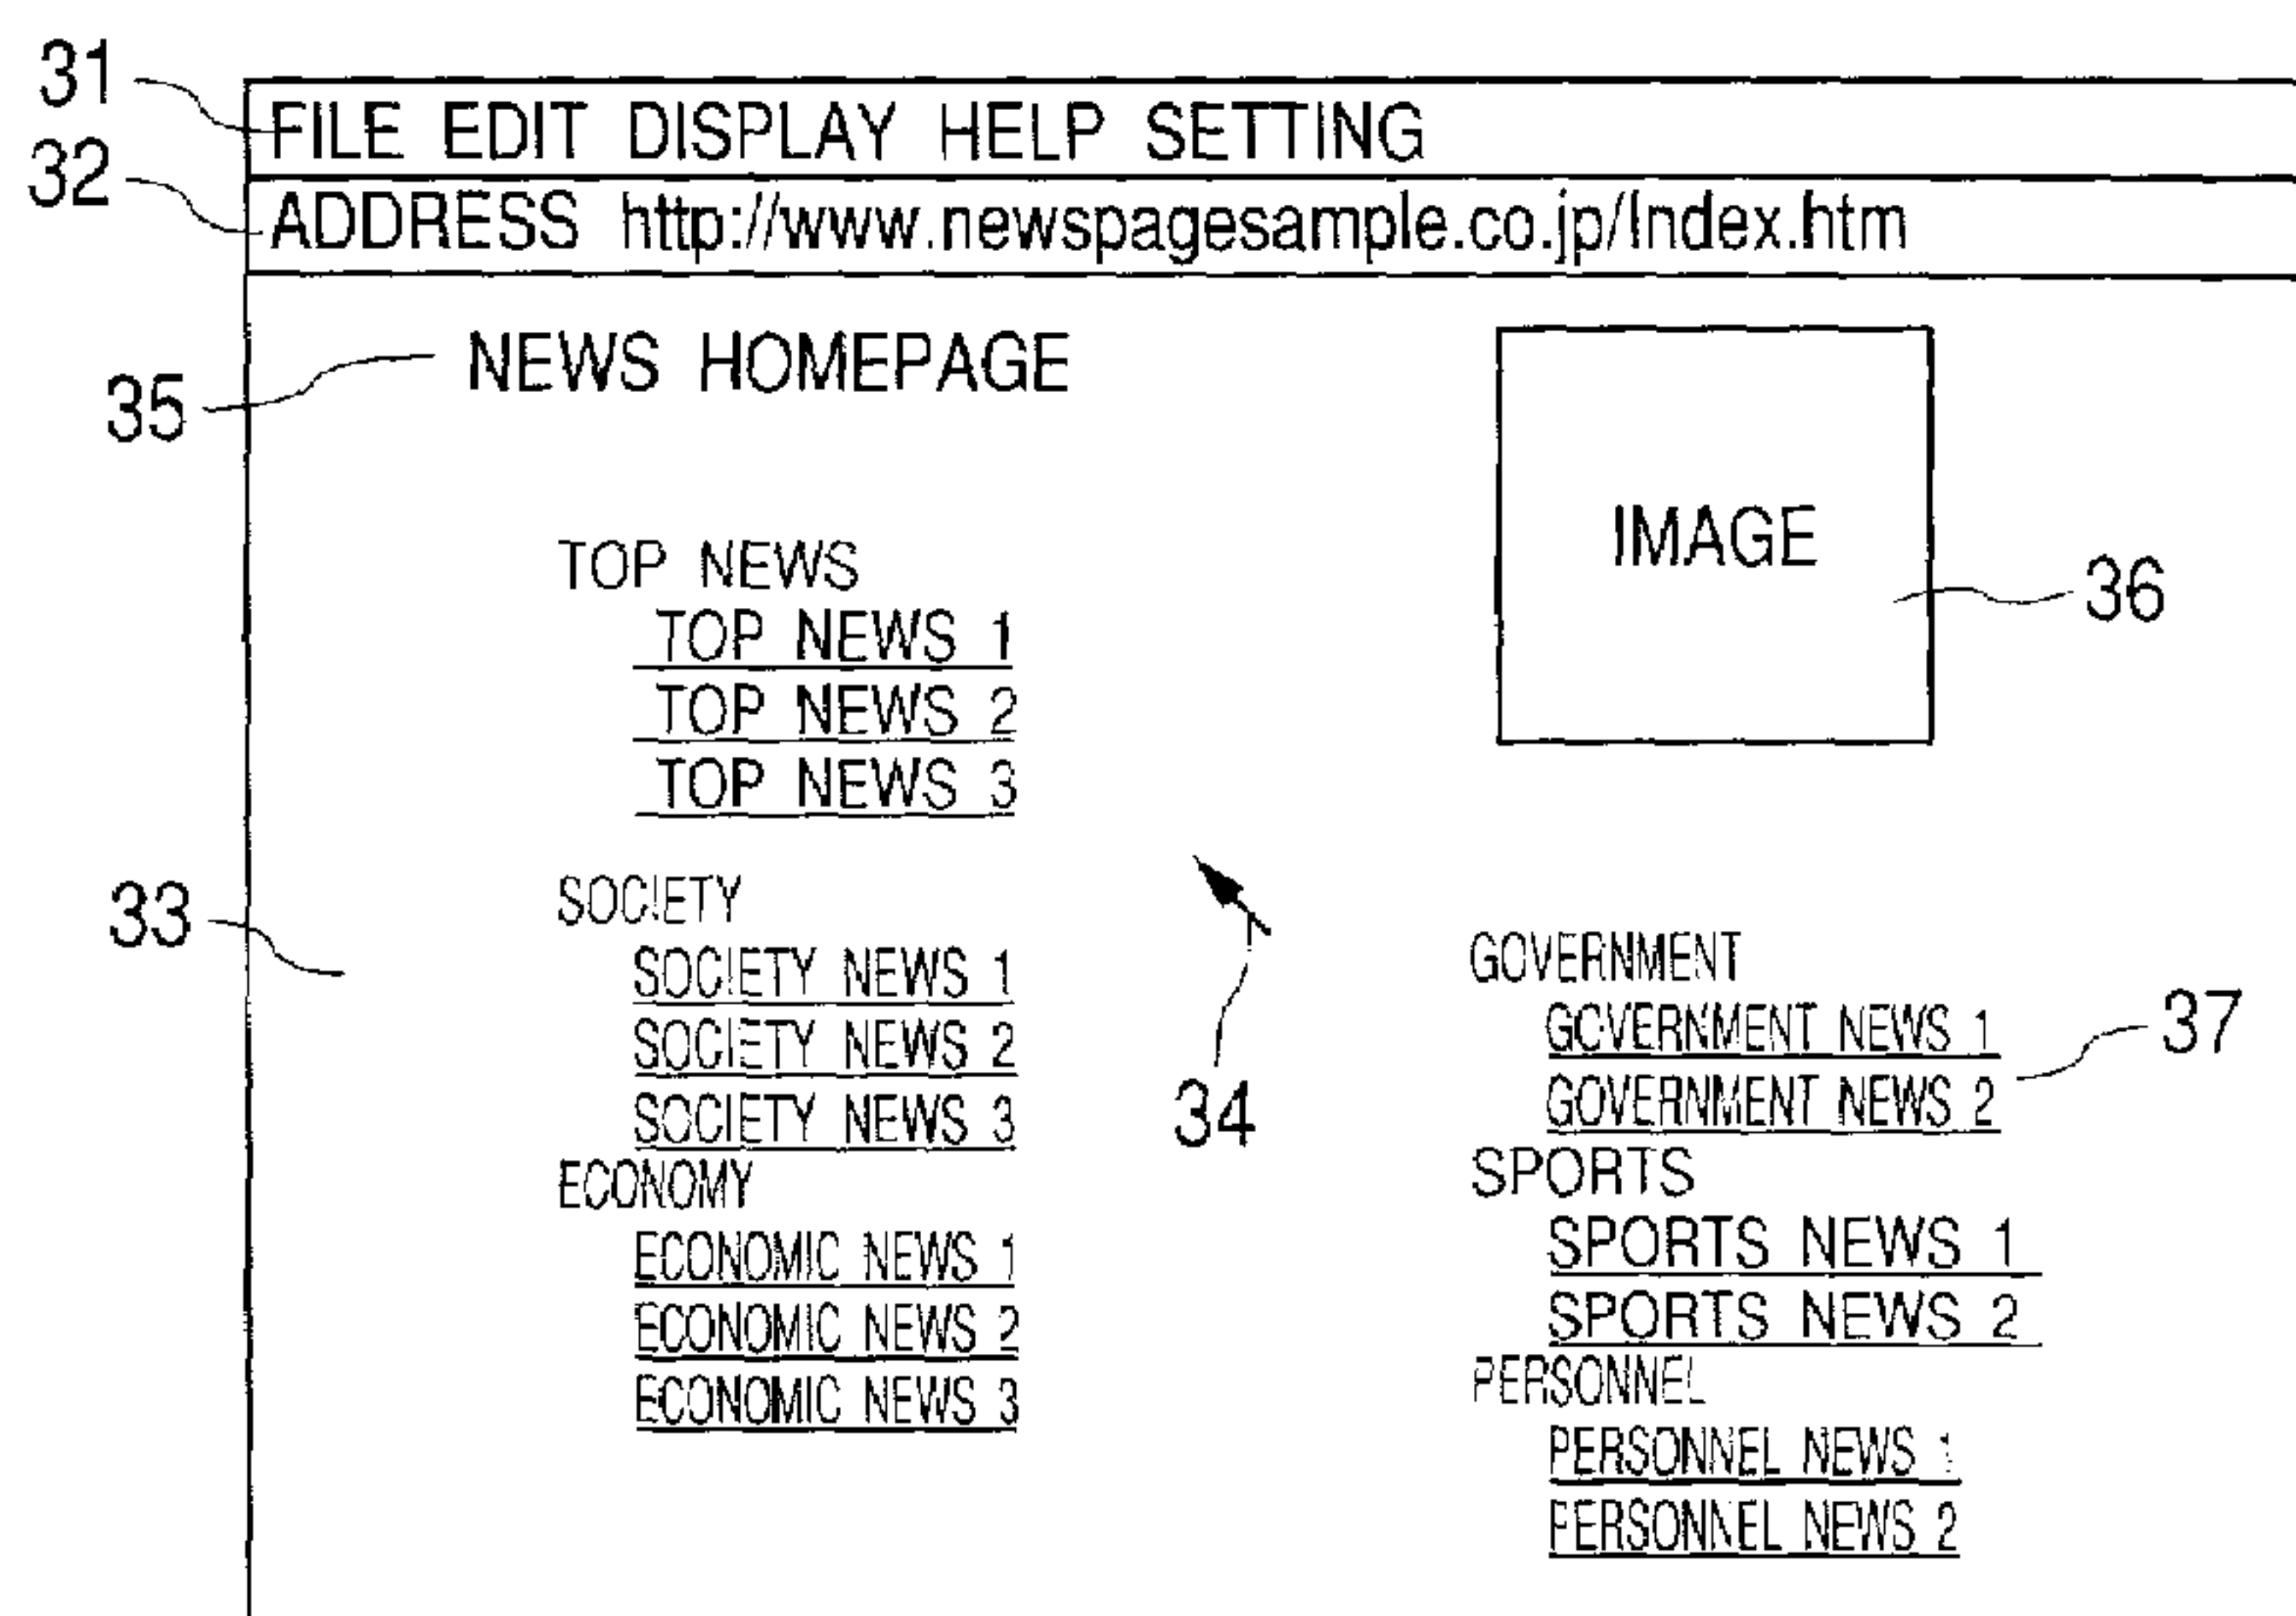 31
FILE EDIT DISPLAY HELP SETTING
32
ADDRESS http://www.newspagesample.co.jp/Index.htm
35
NEWS HOMEPAGE
IMAGE
36
TOP NEWS
TOP NEWS 1
TOP NEWS 2
TOP NEWS 3
33
SOCIETY
SOCIETY NEWS 1
SOCIETY NEWS 2
SOCIETY NEWS 3
ECONOMY
ECONOMIC NEWS 1
ECONOMIC NEWS 2
ECONOMIC NEWS 3
34
GOVERNMENT
GOVERNMENT NEWS 1
GOVERNMENT NEWS 2
37
SPORTS
SPORTS NEWS 1
SPORTS NEWS 2
PERSONNEL
PERSONNEL NEWS 1
PERSONNEL NEWS 2